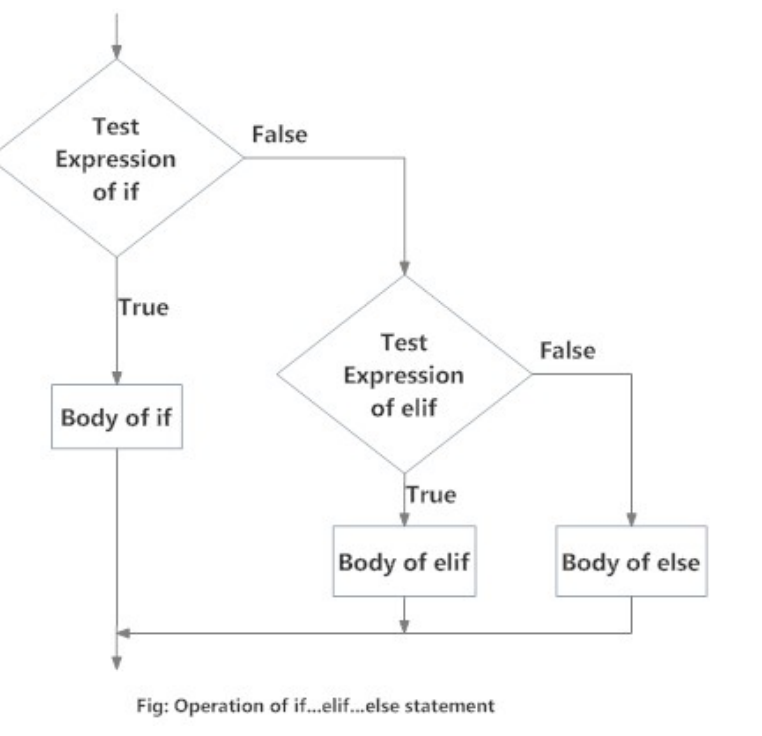 Test
Expression
of if
False
True
Body of if
Test
Expression
of elif
False
True
Body of elif
Body of else
Fig: Operation of if...elif...else statement